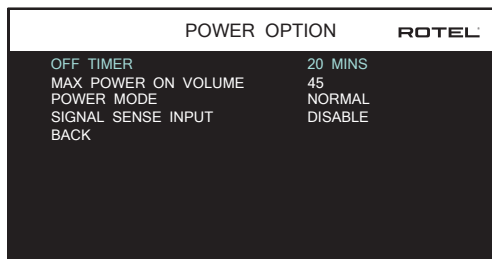 POWER OPTION ROTEL
OFF TIMER 20 MINS
MAX POWER ON VOLUME 45
POWER MODE NORMAL
SIGNAL SENSE INPUT DISABLE
BACK